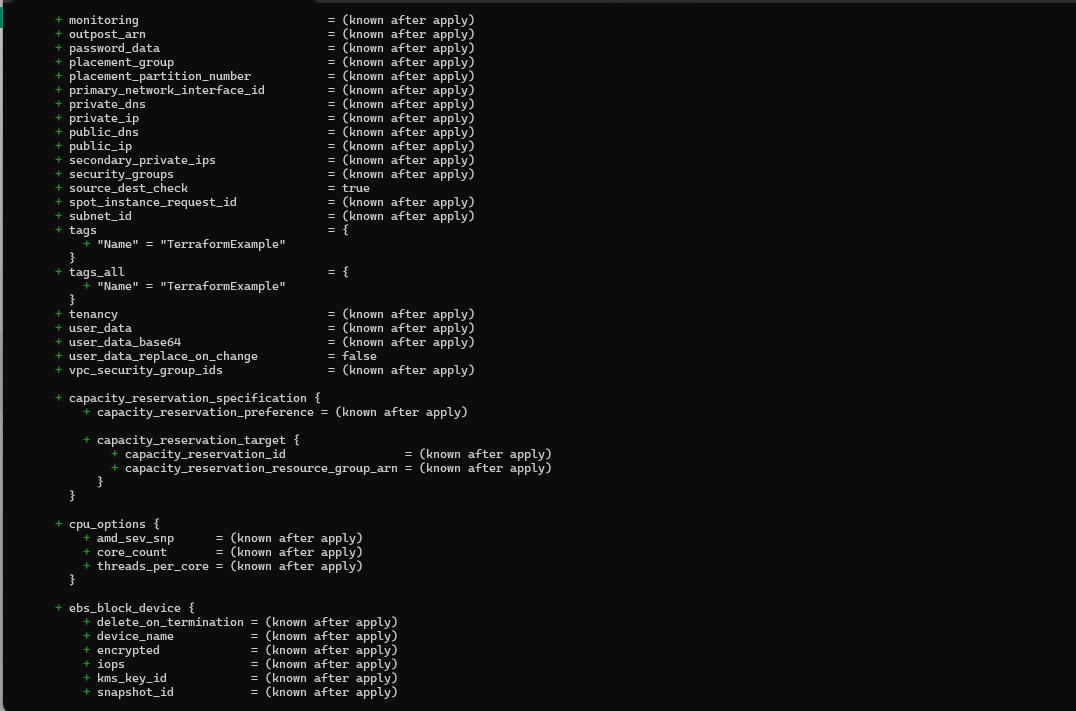 + monitoring                           = (known after apply)
+ outpost_arn                          = (known after apply)
+ password_data                        = (known after apply)
+ placement_group                      = (known after apply)
+ placement_partition_number           = (known after apply)
+ primary_network_interface_id         = (known after apply)
+ private_dns                          = (known after apply)
+ private_ip                           = (known after apply)
+ public_dns                           = (known after apply)
+ public_ip                            = (known after apply)
+ secondary_private_ips                = (known after apply)
+ security_groups                      = (known after apply)
+ source_dest_check                    = true
+ spot_instance_request_id             = (known after apply)
+ subnet_id                            = (known after apply)
+ tags                                 = {
    + "Name" = "TerraformExample"
  }
+ tags_all                             = {
    + "Name" = "TerraformExample"
  }
+ tenancy                              = (known after apply)
+ user_data                            = (known after apply)
+ user_data_base64                     = (known after apply)
+ user_data_replace_on_change          = false
+ vpc_security_group_ids               = (known after apply)

+ capacity_reservation_specification {
    + capacity_reservation_preference = (known after apply)

    + capacity_reservation_target {
        + capacity_reservation_id                 = (known after apply)
        + capacity_reservation_resource_group_arn = (known after apply)
      }
  }

+ cpu_options {
    + amd_sev_snp      = (known after apply)
    + core_count       = (known after apply)
    + threads_per_core = (known after apply)
  }

+ ebs_block_device {
    + delete_on_termination = (known after apply)
    + device_name           = (known after apply)
    + encrypted             = (known after apply)
    + iops                  = (known after apply)
    + kms_key_id            = (known after apply)
    + snapshot_id           = (known after apply)